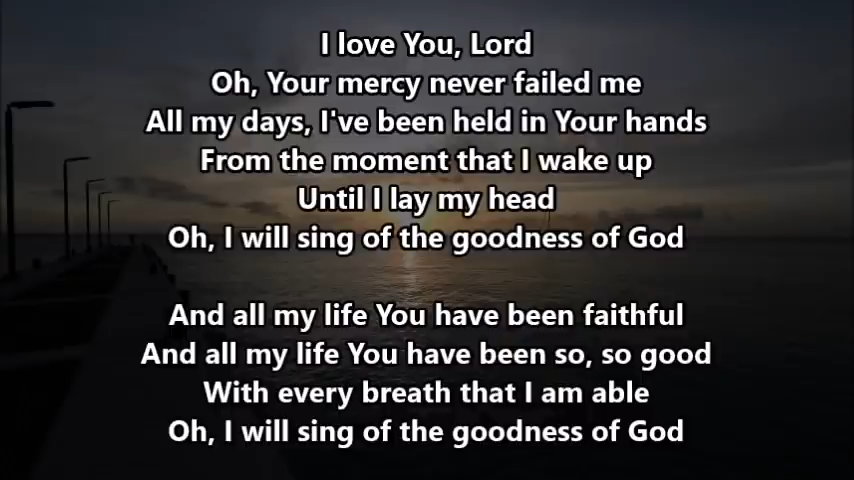 I love You, Lord
Oh, Your mercy never failed me
All my days, I've been held in Your hands
From the moment that I wake up
Until I lay my head
Oh, I will sing of the goodness of God
And all my life You have been faithful
And all my life You have been so, so good
With every breath that I am able
Oh, I will sing of the goodness of God